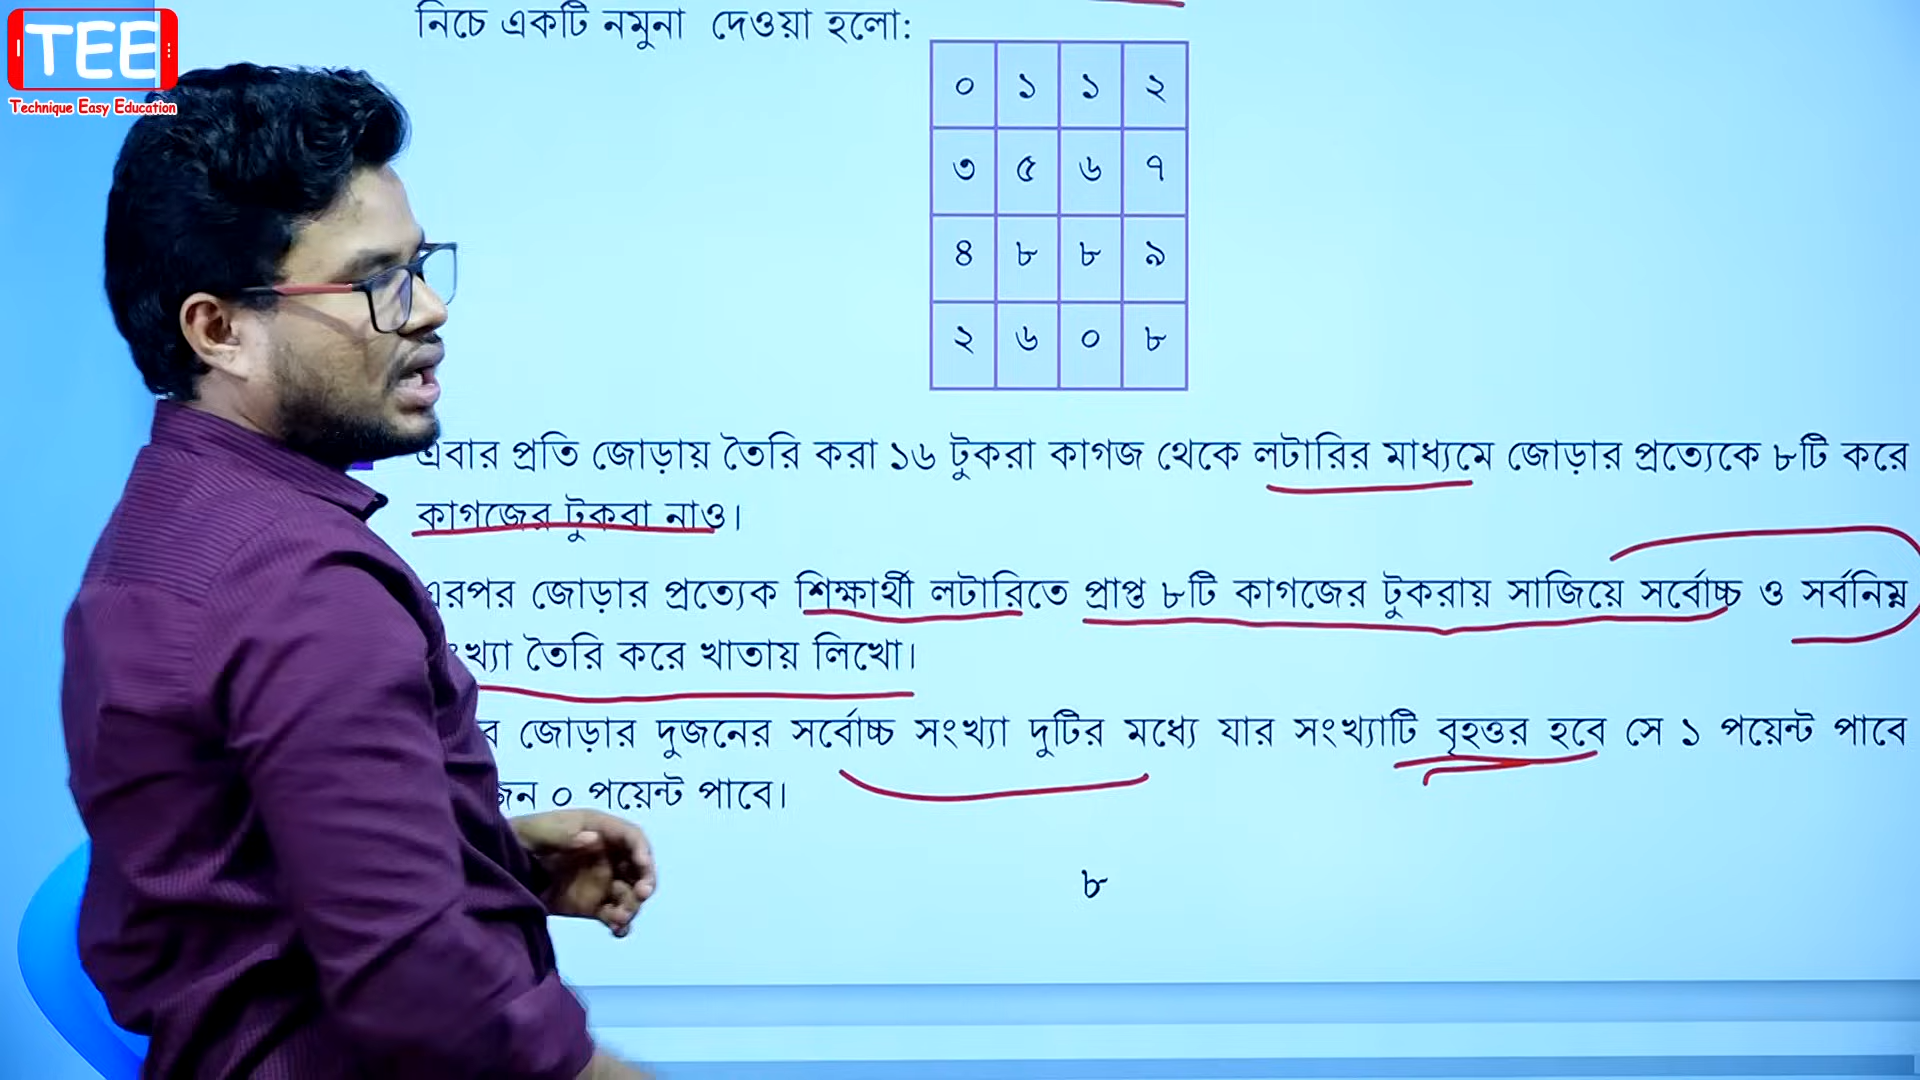 TEE
Technique Easy Education
নিচে একটি নমুনা দেওয়া হলো:
০ ১ ১ ২
৩ ৫ ৬ ৭
৪ ৮ ৮ ৯
২ ৬ ০ ৮
এবার প্রতি জোড়ায় তৈরি করা ১৬ টুকরা কাগজ থেকে লটারির মাধ্যমে জোড়ার প্রত্যেকে ৮টি করে
কাগজের টুকরা নাও।
এরপর জোড়ার প্রত্যেক শিক্ষার্থী লটারিতে প্রাপ্ত ৮টি কাগজের টুকরায় সাজিয়ে সর্বোচ্চ ও সর্বনিম্ন
তৈরি করে খাতায় লিখো।
জোড়ার দুজনের সর্বোচ্চ সংখ্যা দুটির মধ্যে যার সংখ্যাটি বৃহত্তর হবে সে ১ পয়েন্ট পাবে
০ পয়েন্ট পাবে।
৮